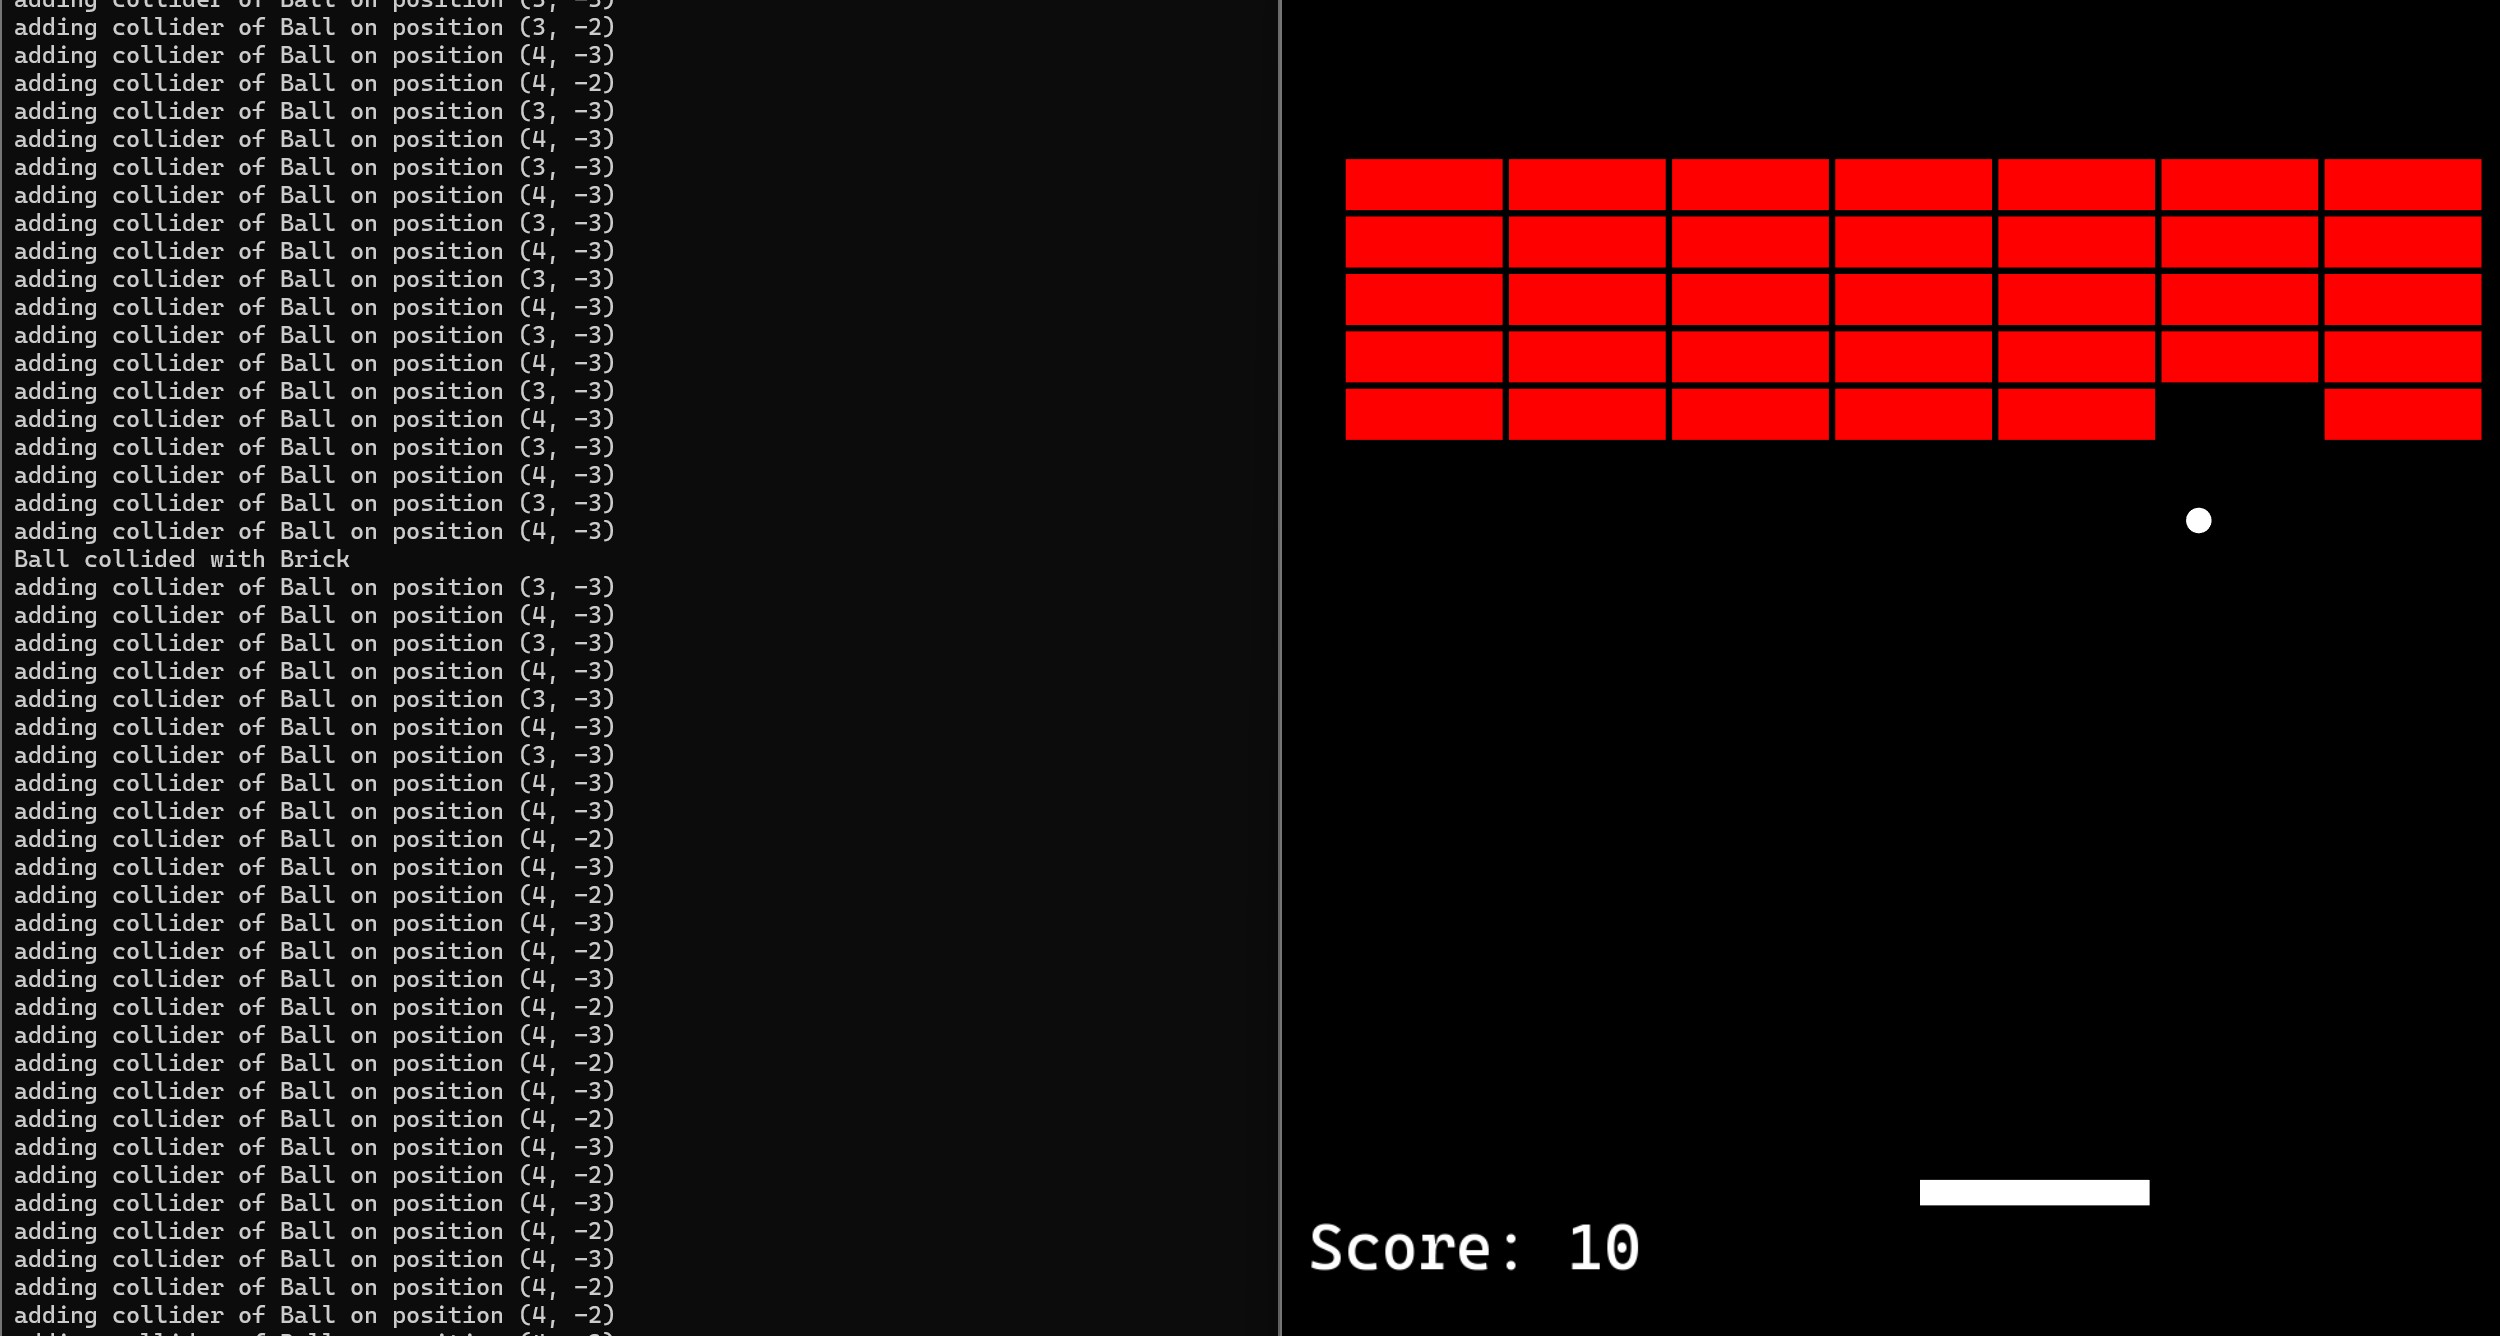 adding collider of Ball on position (3, -2)
adding collider of Ball on position (4, -3)
adding collider of Ball on position (4, -2)
adding collider of Ball on position (3, -3)
adding collider of Ball on position (4, -3)
adding collider of Ball on position (3, -3)
adding collider of Ball on position (4, -3)
adding collider of Ball on position (3, -3)
adding collider of Ball on position (4, -3)
adding collider of Ball on position (3, -3)
adding collider of Ball on position (4, -3)
adding collider of Ball on position (3, -3)
adding collider of Ball on position (4, -3)
adding collider of Ball on position (3, -3)
adding collider of Ball on position (4, -3)
adding collider of Ball on position (3, -3)
adding collider of Ball on position (4, -3)
adding collider of Ball on position (3, -3)
adding collider of Ball on position (4, -3)
Ball collided with Brick
adding collider of Ball on position (3, -3)
adding collider of Ball on position (4, -3)
adding collider of Ball on position (3, -3)
adding collider of Ball on position (4, -3)
adding collider of Ball on position (3, -3)
adding collider of Ball on position (4, -3)
adding collider of Ball on position (3, -3)
adding collider of Ball on position (4, -3)
adding collider of Ball on position (4, -3)
adding collider of Ball on position (4, -2)
adding collider of Ball on position (4, -3)
adding collider of Ball on position (4, -2)
adding collider of Ball on position (4, -3)
adding collider of Ball on position (4, -2)
adding collider of Ball on position (4, -3)
adding collider of Ball on position (4, -2)
adding collider of Ball on position (4, -3)
adding collider of Ball on position (4, -2)
adding collider of Ball on position (4, -3)
adding collider of Ball on position (4, -2)
adding collider of Ball on position (4, -3)
adding collider of Ball on position (4, -2)
adding collider of Ball on position (4, -3)
adding collider of Ball on position (4, -2)
adding collider of Ball on position (4, -3)
adding collider of Ball on position (4, -2)
adding collider of Ball on position (4, -2)
Score: 10